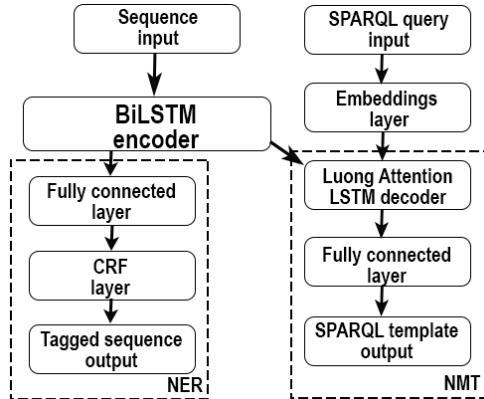 Sequence
input
BiLSTM
encoder
Fully connected
layer
CRF
layer
Tagged sequence
output
NER
SPARQL query
input
Embeddings
layer
Luong Attention
LSTM decoder
Fully connected
layer
SPARQL template
output
NMT